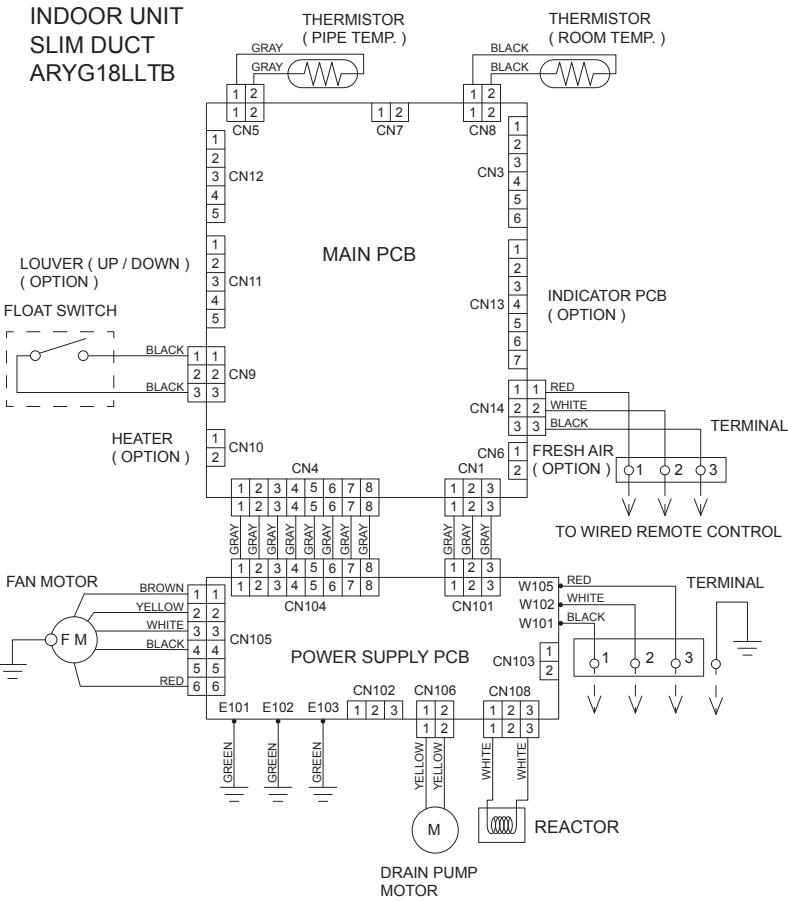 INDOOR UNIT
SLIM DUCT
ARYG18LLTB
THERMISTOR
( PIPE TEMP. )
THERMISTOR
( ROOM TEMP. )
GRAY
GRAY
BLACK
BLACK
1 2
1 2
CN5
1 2
CN7
1 2
1 2
CN8
1
2
3
4
5
CN12
CN3
1
2
3
4
5
6
MAIN PCB
LOUVER ( UP / DOWN )
( OPTION )
1
2
3
4
5
CN11
CN13
1
2
3
4
5
6
7
INDICATOR PCB
( OPTION )
FLOAT SWITCH
BLACK
BLACK
1 1
2 2
3 3
CN9
CN14
1 1
2 2
3 3
RED
WHITE
BLACK
TERMINAL
HEATER
( OPTION )
1
2
CN10
CN6
1
2
FRESH AIR
( OPTION )
1 2 3
TO WIRED REMOTE CONTROL
CN4
1 2 3 4 5 6 7 8
1 2 3 4 5 6 7 8
CN1
1 2 3
1 2 3
GRAY GRAY GRAY GRAY GRAY GRAY GRAY GRAY
GRAY GRAY GRAY
1 2 3 4 5 6 7 8
1 2 3 4 5 6 7 8
CN104
1 2 3
1 2 3
CN101
FAN MOTOR
F M
BROWN
YELLOW
WHITE
BLACK
RED
1 1
2 2
3 3
4 4
5 5
6 6
CN105
W105
W102
W101
RED
WHITE
BLACK
TERMINAL
1 2 3
CN103
1
2
POWER SUPPLY PCB
E101 E102 E103
GREEN GREEN GREEN
CN102
1 2 3
CN106
1 2
1 2
CN108
1 2 3
1 2 3
YELLOW YELLOW
WHITE WHITE
M
DRAIN PUMP
MOTOR
REACTOR